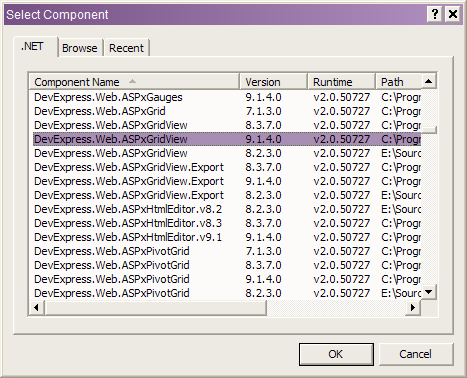 Select Component
.NET Browse Recent
Component Name Version Runtime Path
DevExpress.Web.ASPxGauges 9.1.4.0 v2.0.50727 C:\Progr
DevExpress.Web.ASPxGrid 7.1.3.0 v2.0.50727 C:\Progr
DevExpress.Web.ASPxGridView 8.3.7.0 v2.0.50727 C:\Progr
DevExpress.Web.ASPxGridView 9.1.4.0 v2.0.50727 C:\Progr
DevExpress.Web.ASPxGridView 8.2.3.0 v2.0.50727 E:\Sourc
DevExpress.Web.ASPxGridView.Export 8.3.7.0 v2.0.50727 C:\Progr
DevExpress.Web.ASPxGridView.Export 9.1.4.0 v2.0.50727 C:\Progr
DevExpress.Web.ASPxGridView.Export 8.2.3.0 v2.0.50727 E:\Sourc
DevExpress.Web.ASPxHtmlEditor.v8.2 8.2.3.0 v2.0.50727 E:\Sourc
DevExpress.Web.ASPxHtmlEditor.v8.3 8.3.7.0 v2.0.50727 C:\Progr
DevExpress.Web.ASPxHtmlEditor.v9.1 9.1.4.0 v2.0.50727 C:\Progr
DevExpress.Web.ASPxPivotGrid 7.1.3.0 v2.0.50727 C:\Progr
DevExpress.Web.ASPxPivotGrid 8.3.7.0 v2.0.50727 C:\Progr
DevExpress.Web.ASPxPivotGrid 9.1.4.0 v2.0.50727 C:\Progr
DevExpress.Web.ASPxPivotGrid 8.2.3.0 v2.0.50727 E:\Sourc
OK Cancel